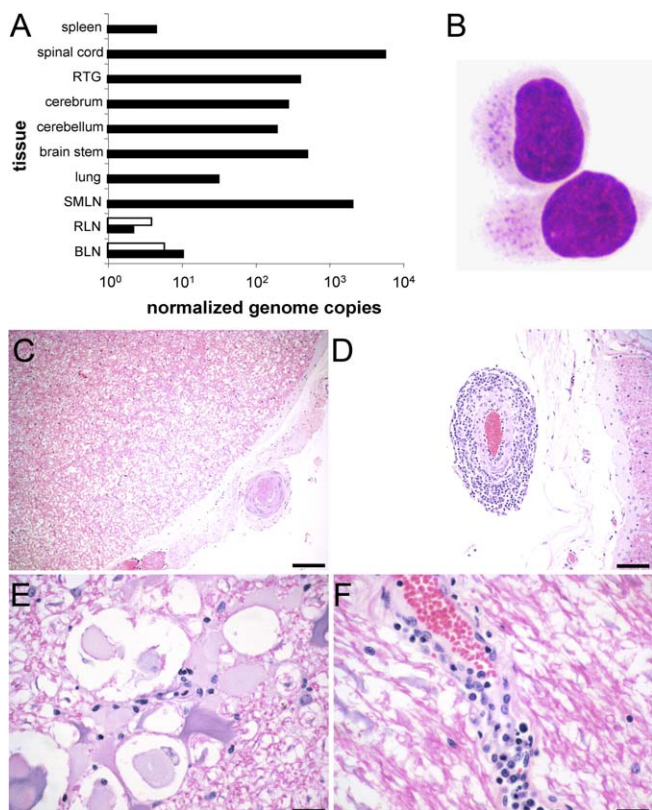 A
B
spleen
spinal cord
RTG
cerebrum
cerebellum
brain stem
lung
SMLN
RLN
BLN
tissue
10⁰ 10¹ 10² 10³ 10⁴
normalized genome copies
C
D
E
F